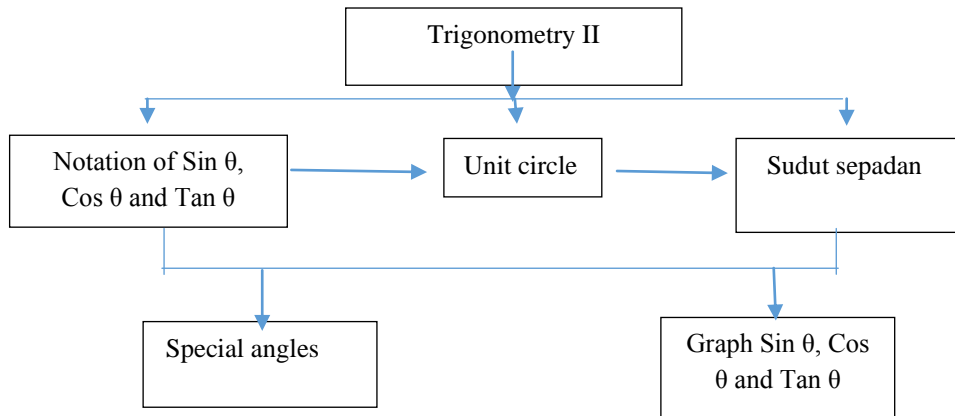 Trigonometry II
Notation of Sin θ,
Cos θ and Tan θ
Unit circle
Sudut sepadan
Special angles
Graph Sin θ, Cos
θ and Tan θ